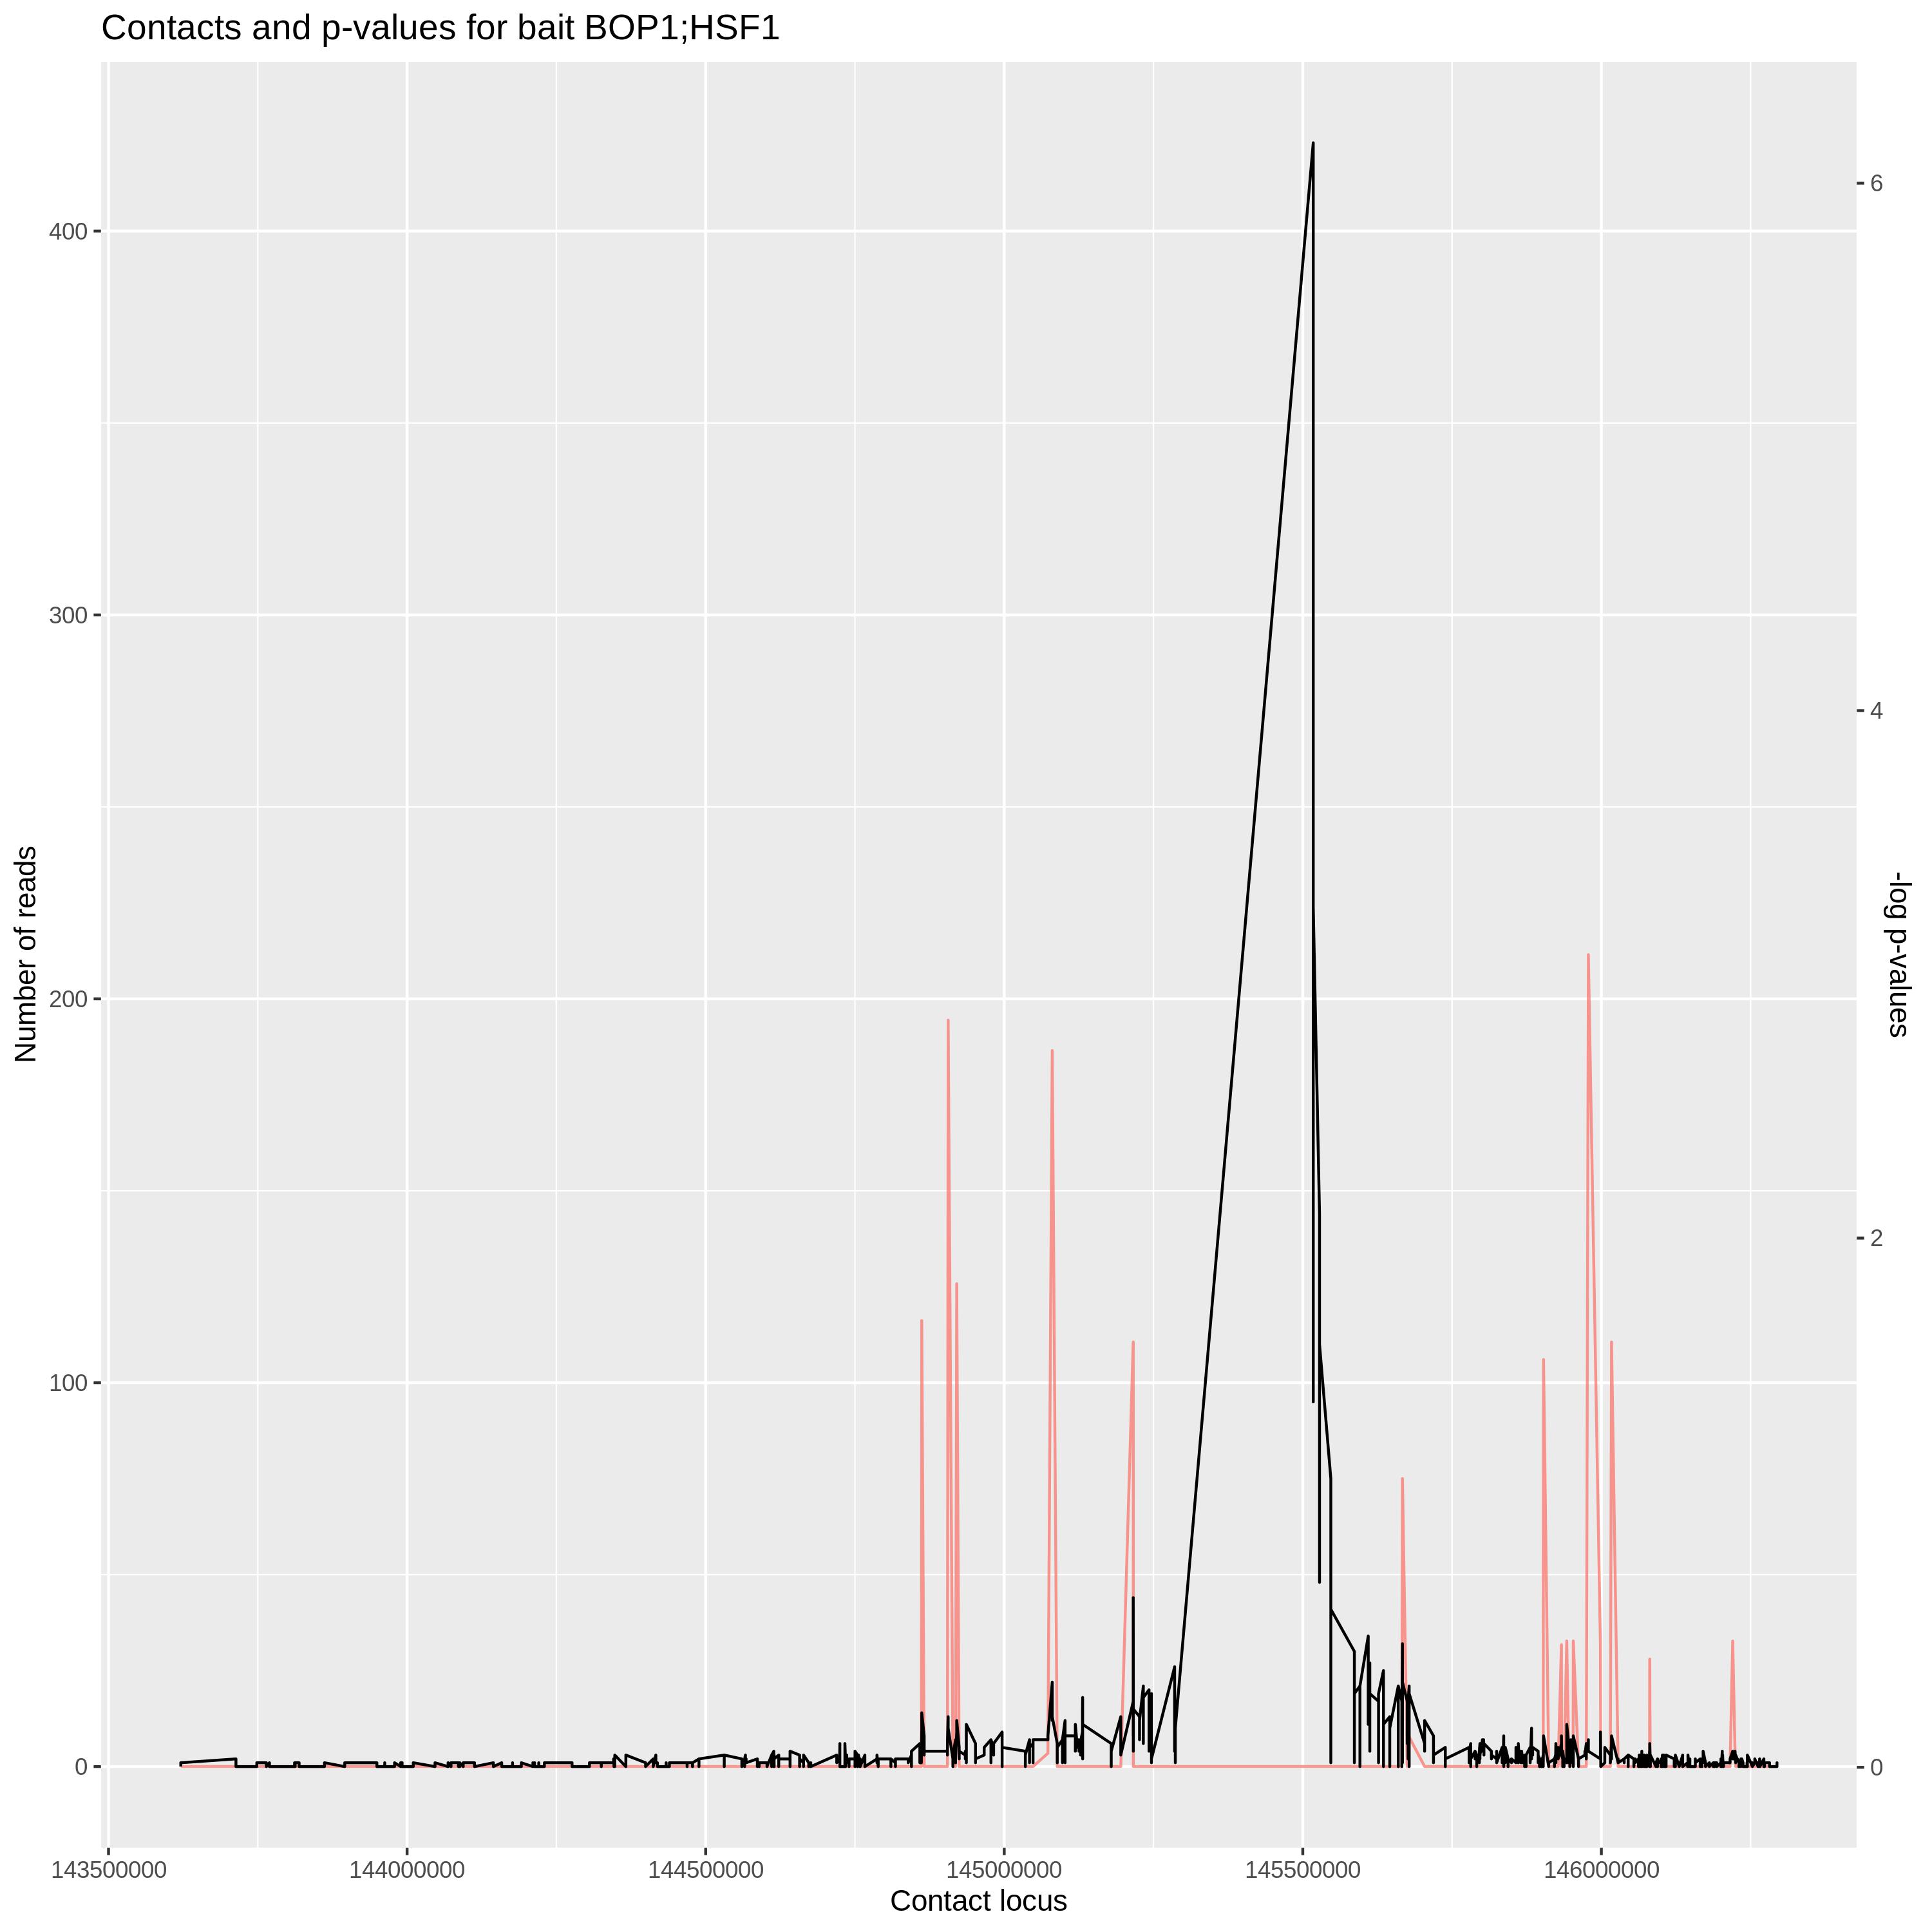 Contacts and p-values for bait BOP1;HSF1
Number of reads
400
300
200
100
0
6
4
2
0
-log p-values
143500000 144000000 144500000 145000000 145500000 146000000
Contact locus